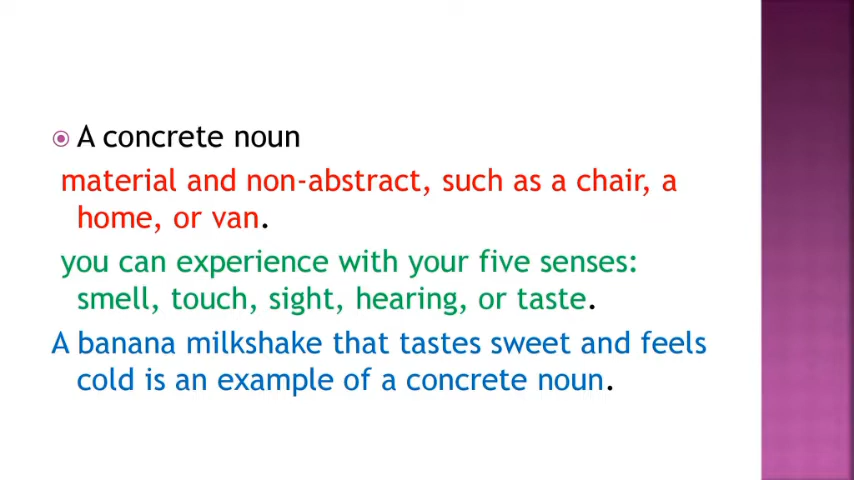 A concrete noun
material and non-abstract, such as a chair, a
home, or van.
you can experience with your five senses:
smell, touch, sight, hearing, or taste.
A banana milkshake that tastes sweet and feels
cold is an example of a concrete noun.